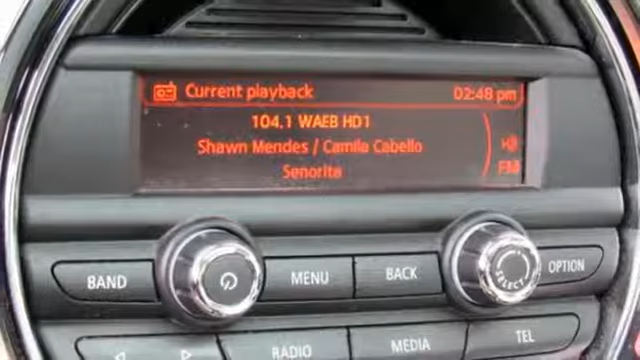 Current playback 02:48 pm
104.1 WAEB HD1
Shawn Mendes / Camila Cabello
Senorita
FM
BAND MENU BACK SELECT OPTION
RADIO MEDIA TEL